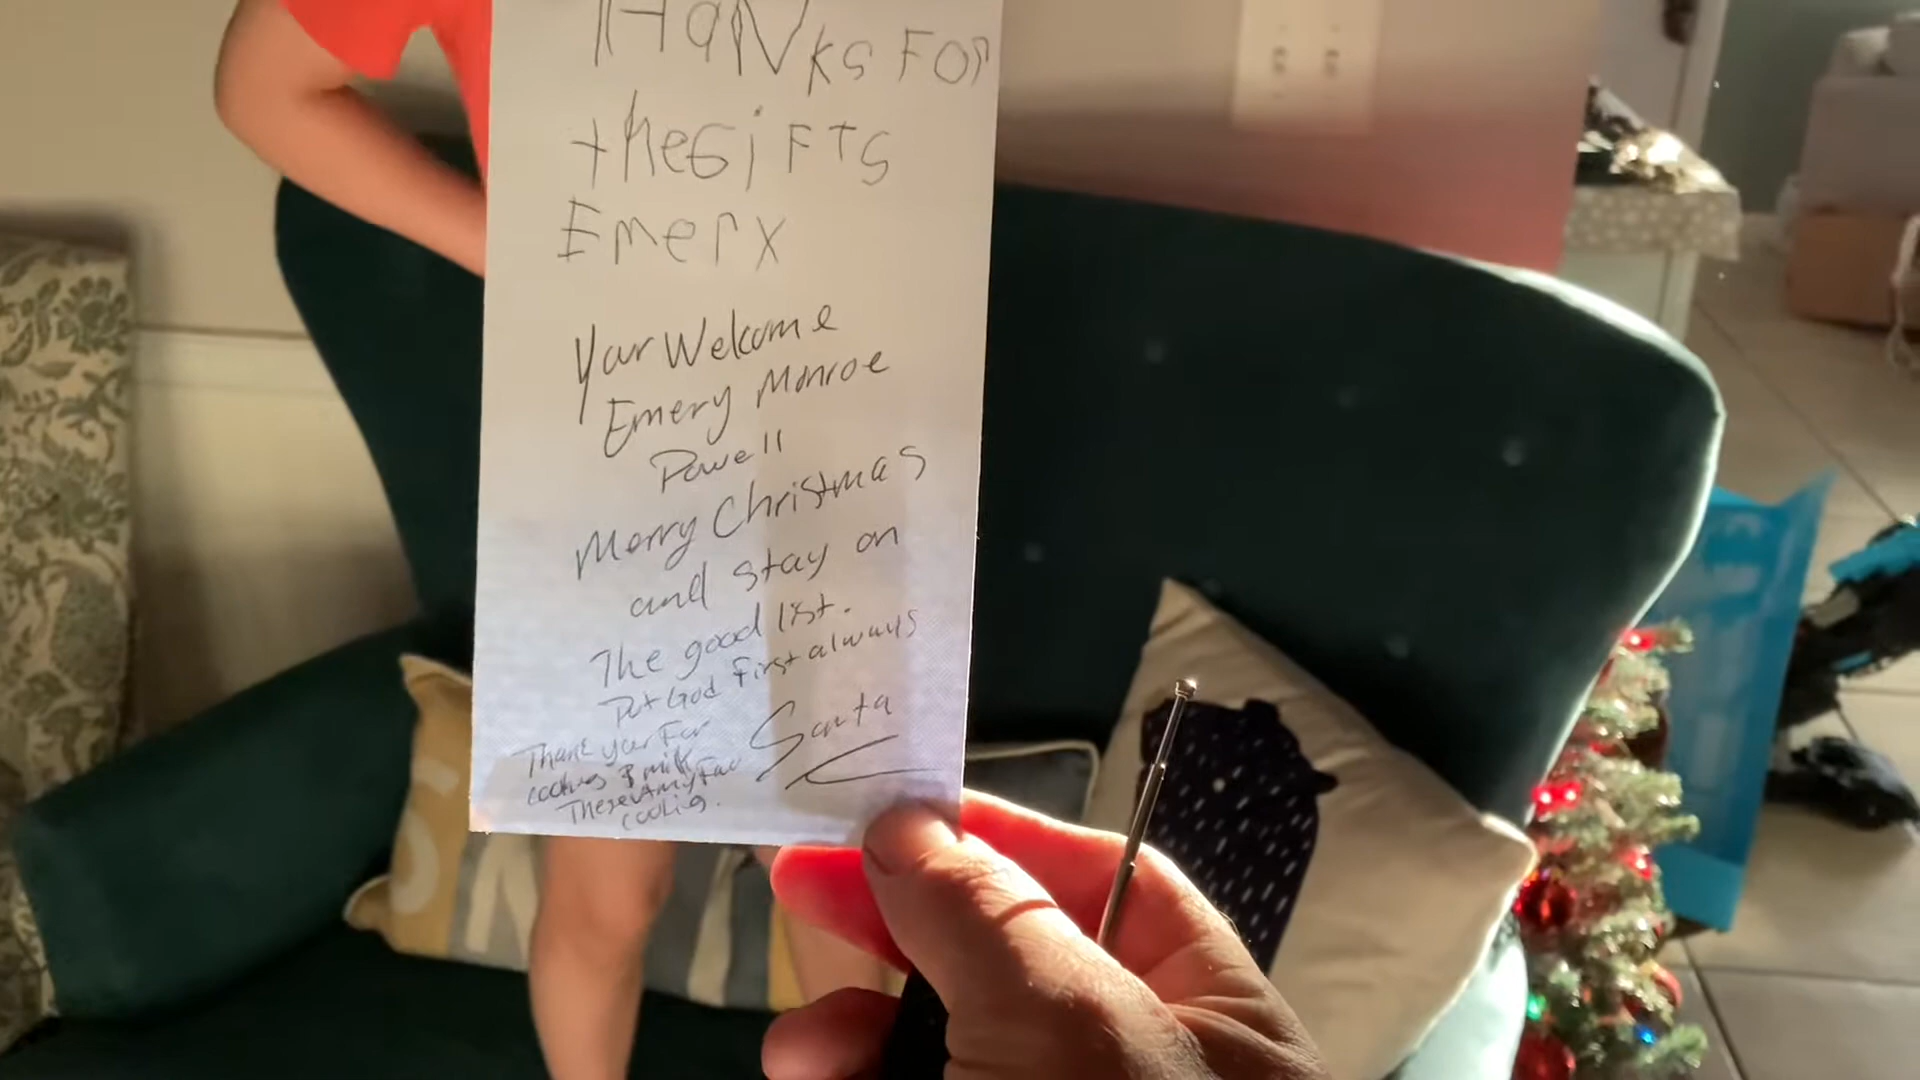 THaNks FOr
theGiFTS
Emerx
Your Welcome
Emery Monroe
Powell
Merry Christmas
and stay on
The good list.
Put God First always
Santa
Thank you For
cookies & milk
cooking.